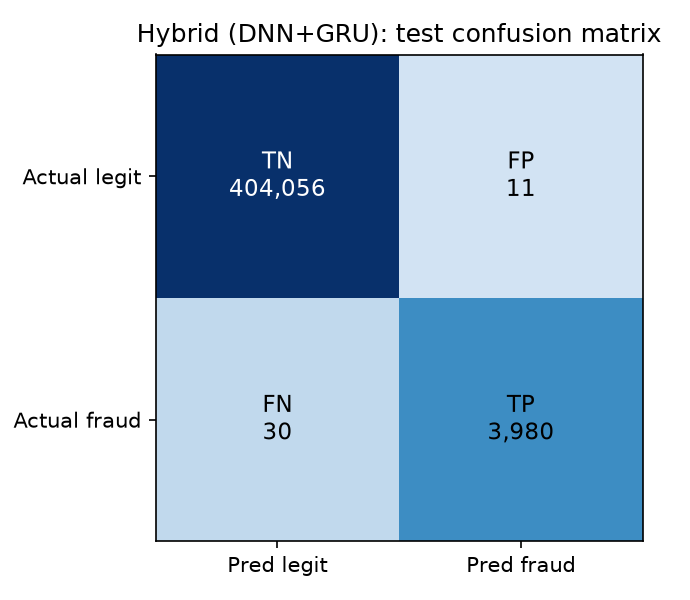 Hybrid (DNN+GRU): test confusion matrix
Actual legit
TN
404,056
FP
11
Actual fraud
FN
30
TP
3,980
Pred legit
Pred fraud